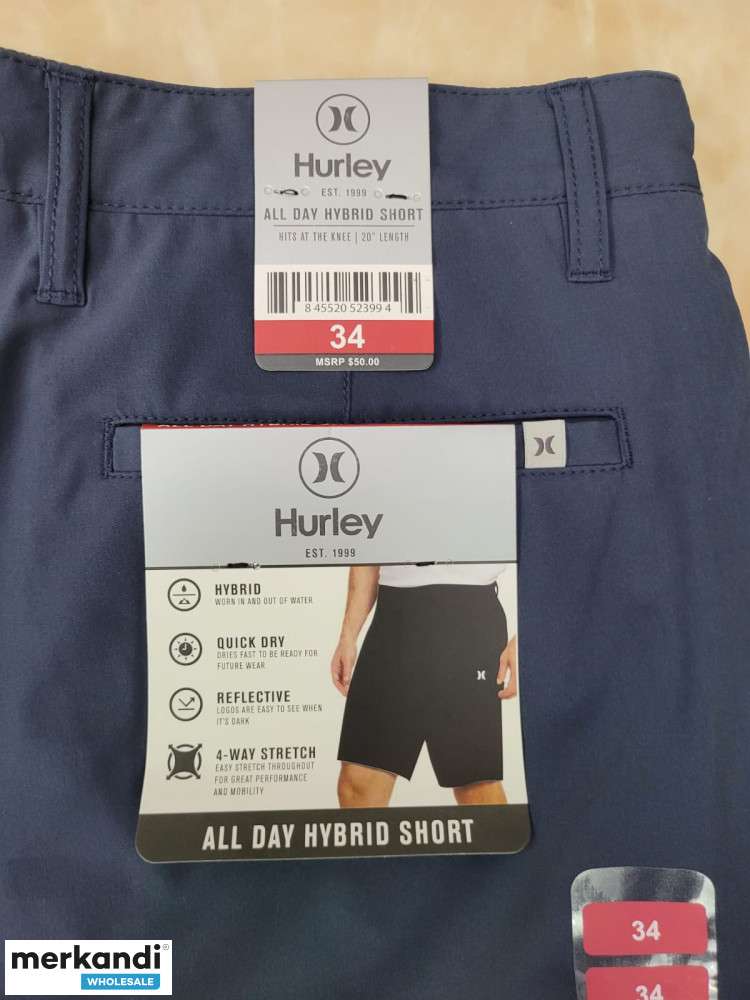 Hurley
EST. 1999
ALL DAY HYBRID SHORT
HITS AT THE KNEE | 20" LENGTH
8 45520 52399 4
34
MSRP $50.00
Hurley
EST. 1999
HYBRID
WORN IN AND OUT OF WATER
QUICK DRY
DRIES FAST TO BE READY FOR
FUTURE WEAR
REFLECTIVE
LOGOS ARE EASY TO SEE WHEN
IT'S DARK
4-WAY STRETCH
EASY STRETCH THROUGHOUT
FOR GREAT PERFORMANCE
AND MOBILITY
ALL DAY HYBRID SHORT
34
34
merkandi®
WHOLESALE